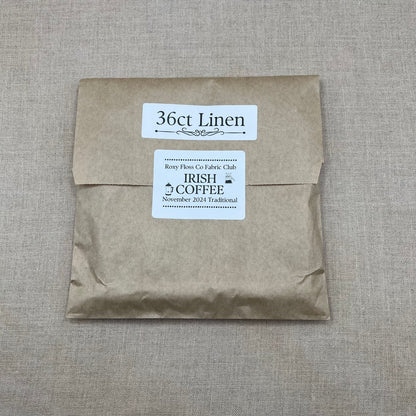 36ct Linen
Roxy Floss Co Fabric Club
IRISH
COFFEE
November 2024 Traditional